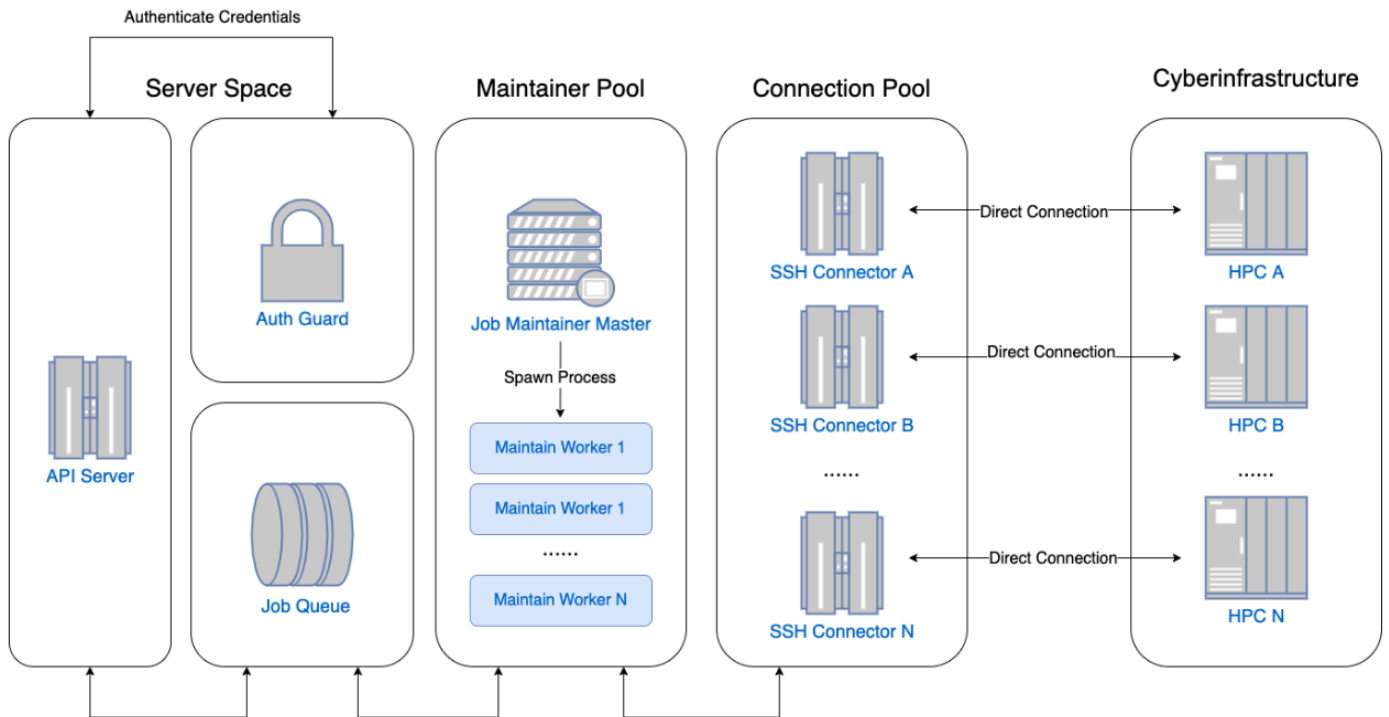 Authenticate Credentials
Server Space
Maintainer Pool
Connection Pool
Cyberinfrastructure
API Server
Auth Guard
Job Queue
Job Maintainer Master
Spawn Process
Maintain Worker 1
Maintain Worker 1
......
Maintain Worker N
SSH Connector A
Direct Connection
HPC A
SSH Connector B
Direct Connection
HPC B
......
......
SSH Connector N
Direct Connection
HPC N